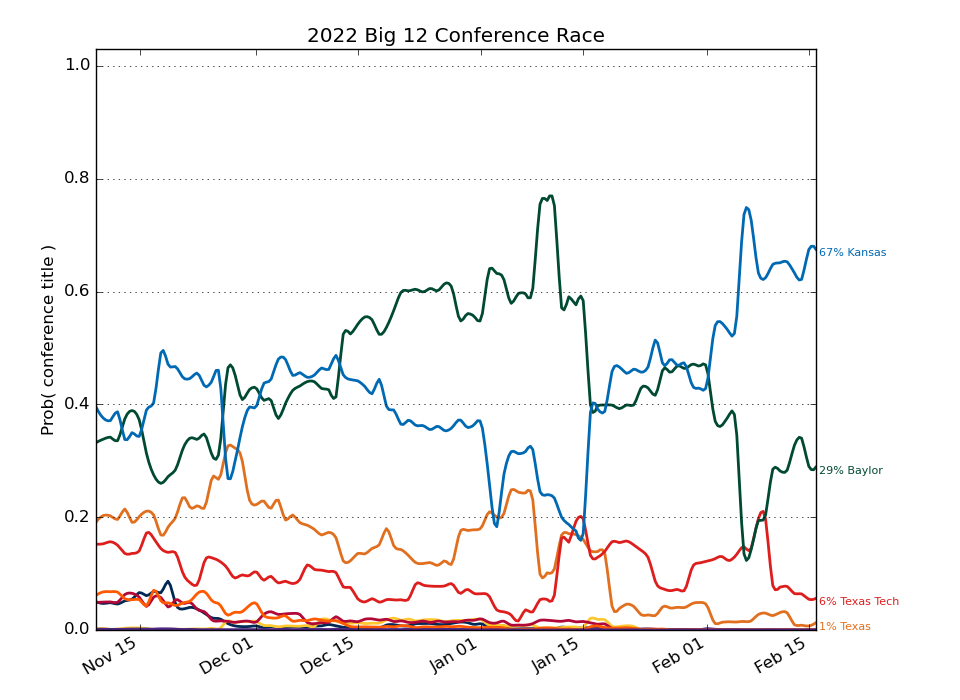 2022 Big 12 Conference Race
Prob( conference title )
1.0
0.8
0.6
0.4
0.2
0.0
67% Kansas
29% Baylor
6% Texas Tech
1% Texas
Nov 15
Dec 01
Dec 15
Jan 01
Jan 15
Feb 01
Feb 15